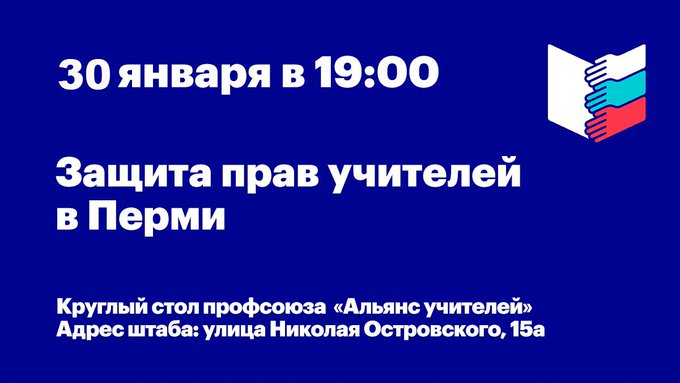 30 января в 19:00
Защита прав учителей
в Перми
Круглый стол профсоюза «Альянс учителей»
Адрес штаба: улица Николая Островского, 15а